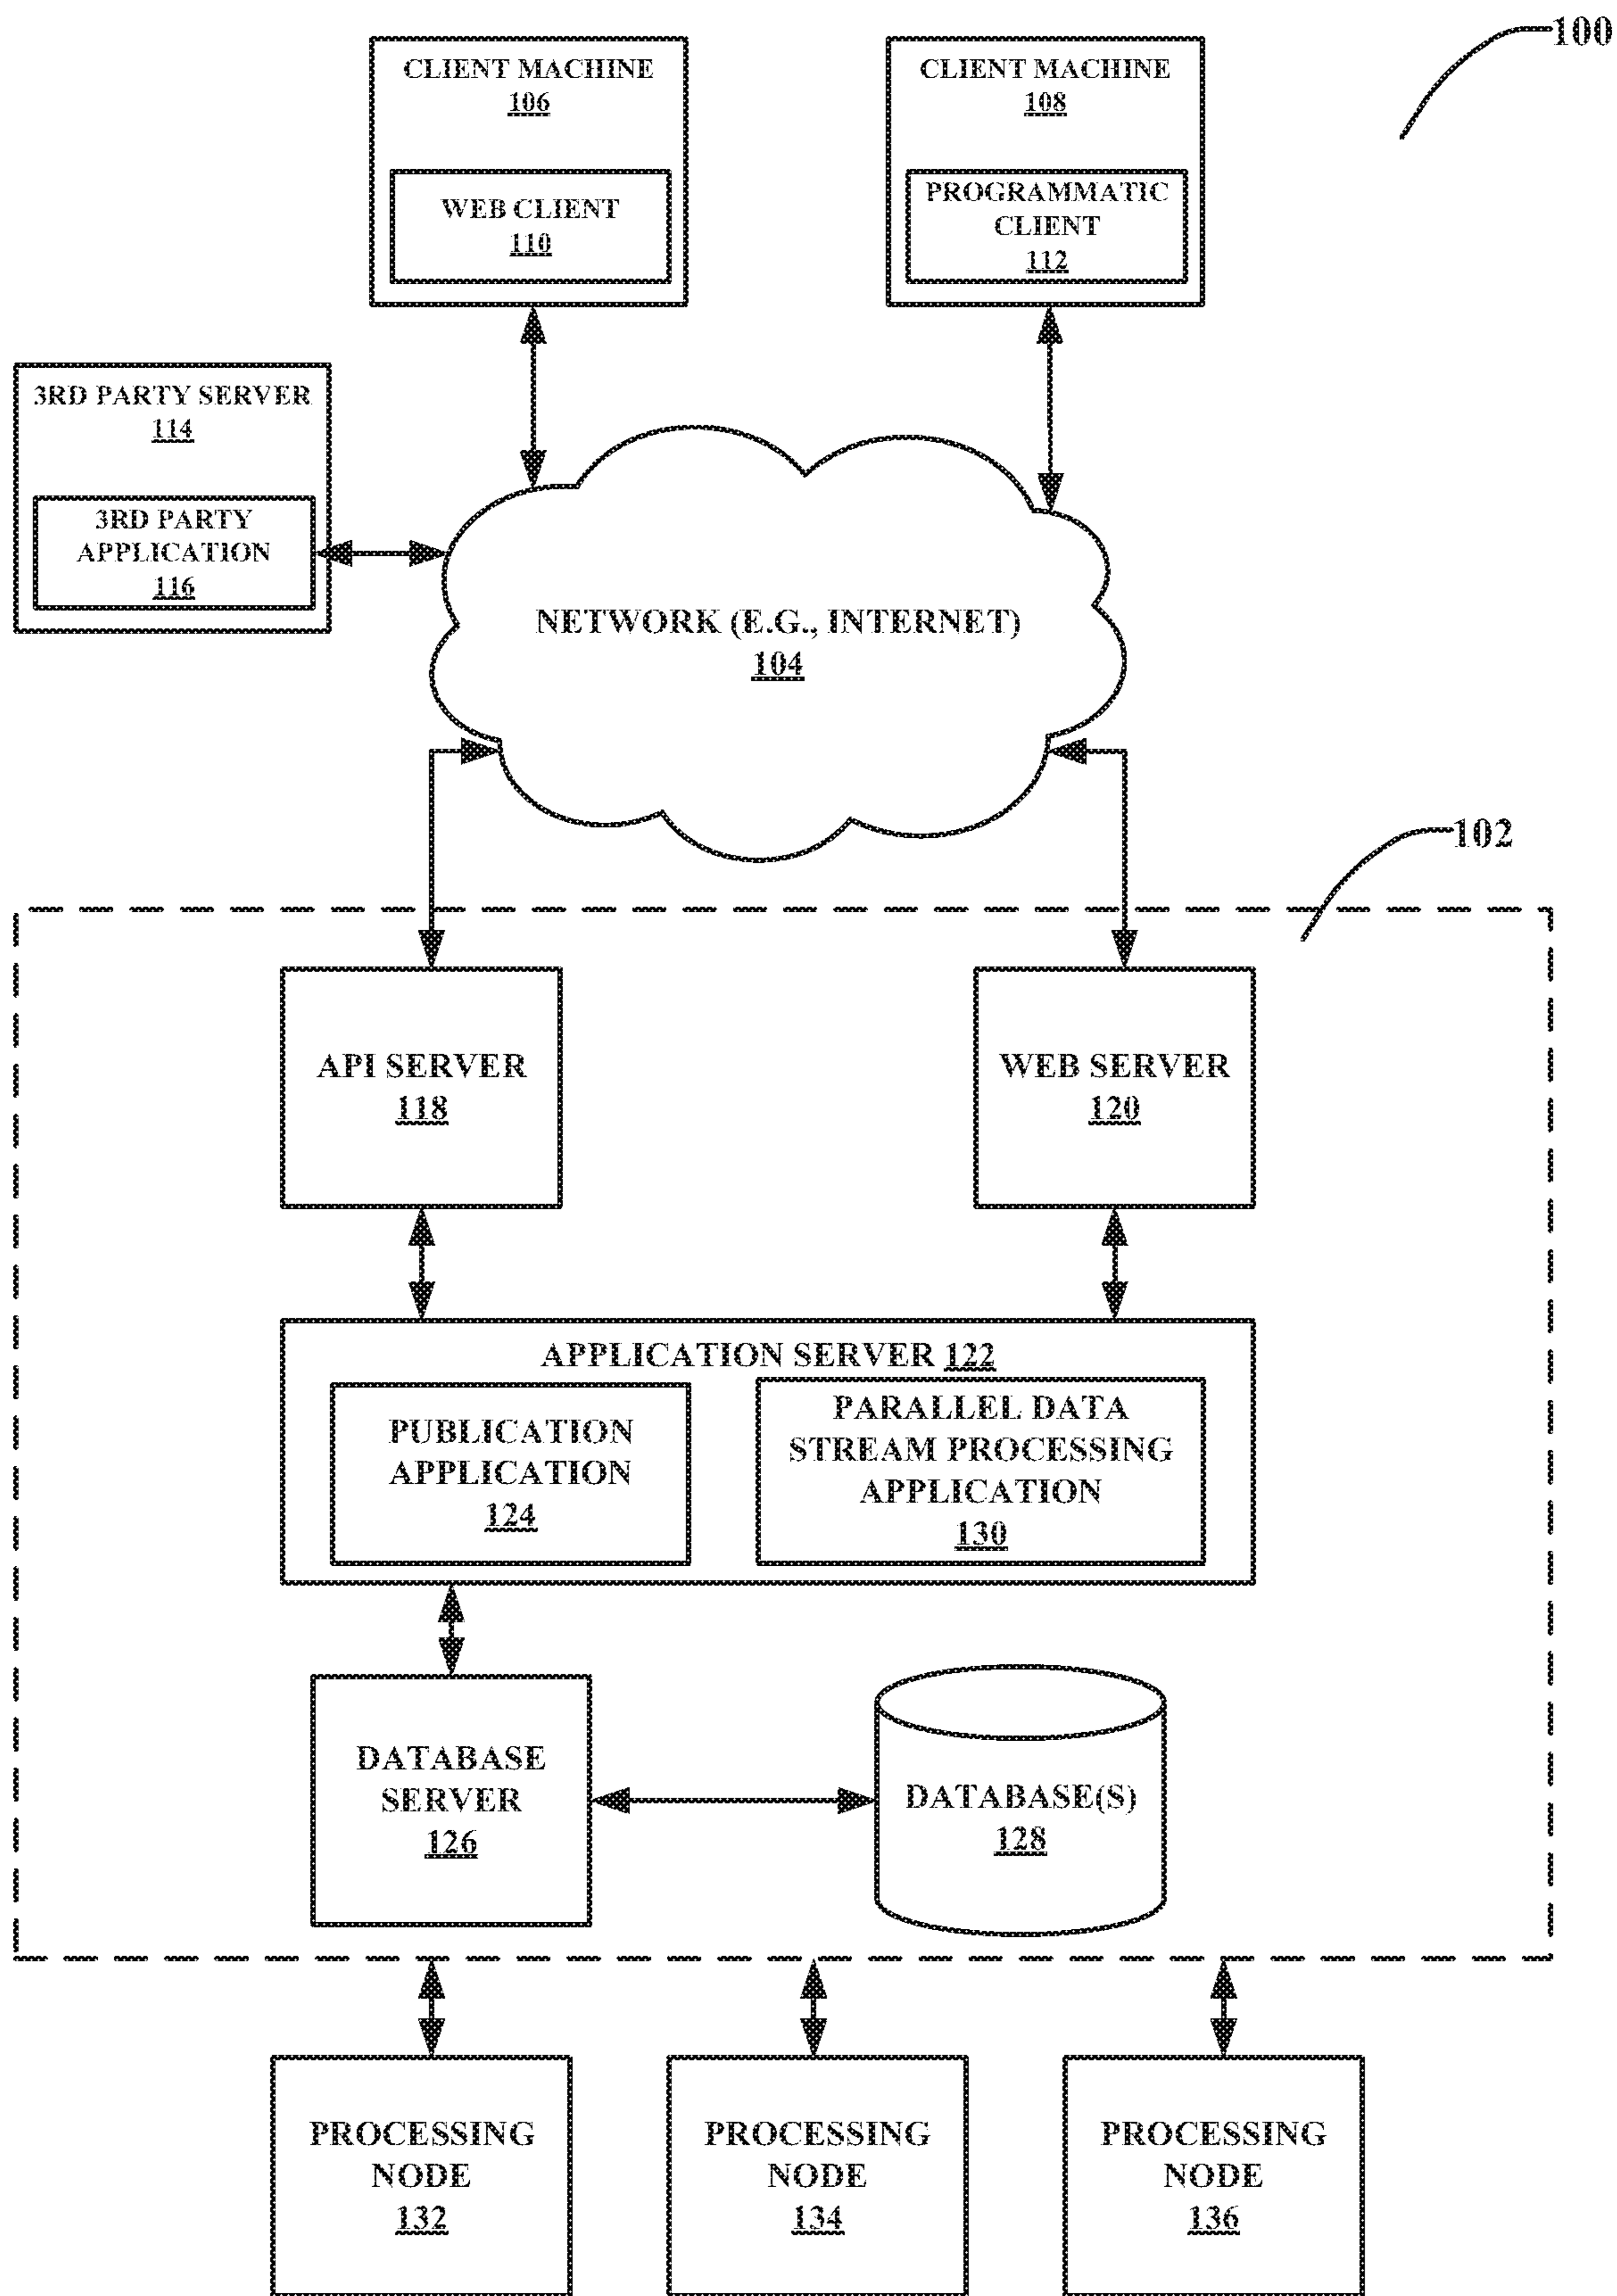 100
CLIENT MACHINE
106
WEB CLIENT
110
CLIENT MACHINE
108
PROGRAMMATIC
CLIENT
112
3RD PARTY SERVER
114
3RD PARTY
APPLICATION
116
NETWORK (E.G., INTERNET)
104
102
API SERVER
118
WEB SERVER
120
APPLICATION SERVER 122
PUBLICATION
APPLICATION
124
PARALLEL DATA
STREAM PROCESSING
APPLICATION
130
DATABASE
SERVER
126
DATABASE(S)
128
PROCESSING
NODE
132
PROCESSING
NODE
134
PROCESSING
NODE
136